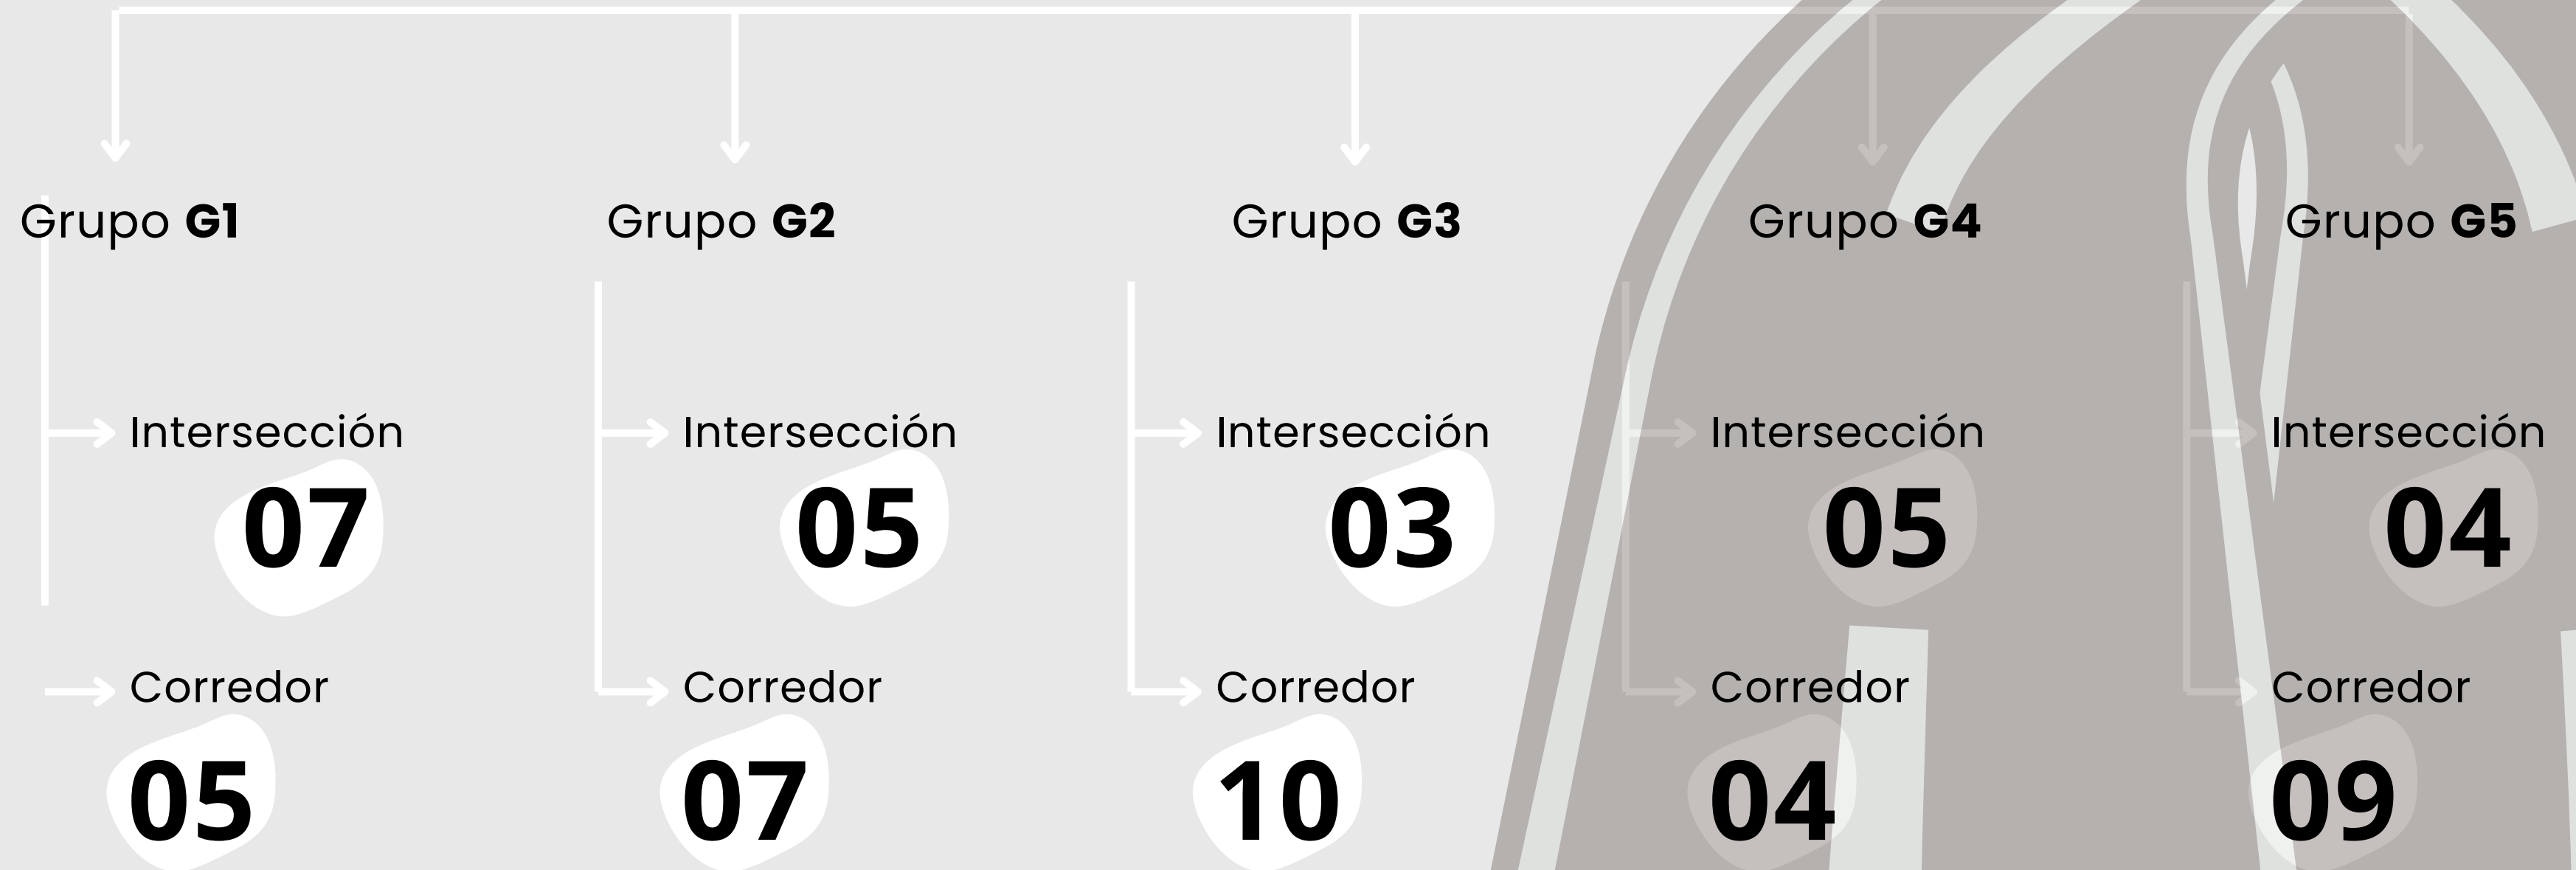 Grupo G1
Grupo G2
Grupo G3
Grupo G4
Grupo G5
Intersección
07
Intersección
05
Intersección
03
Intersección
05
Intersección
04
Corredor
05
Corredor
07
Corredor
10
Corredor
04
Corredor
09